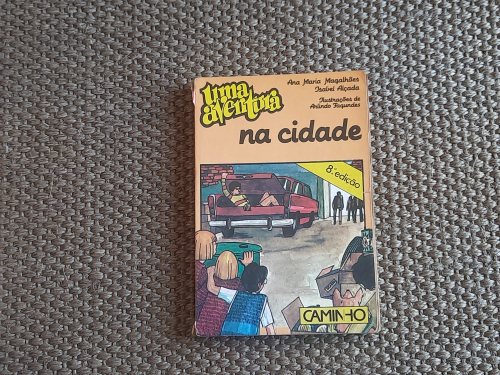 uma
aventura
Ana Maria Magalhães
Isabel Alçada
Ilustrações de
Arlindo Fagundes
na cidade
8.ª edição
CAMINHO